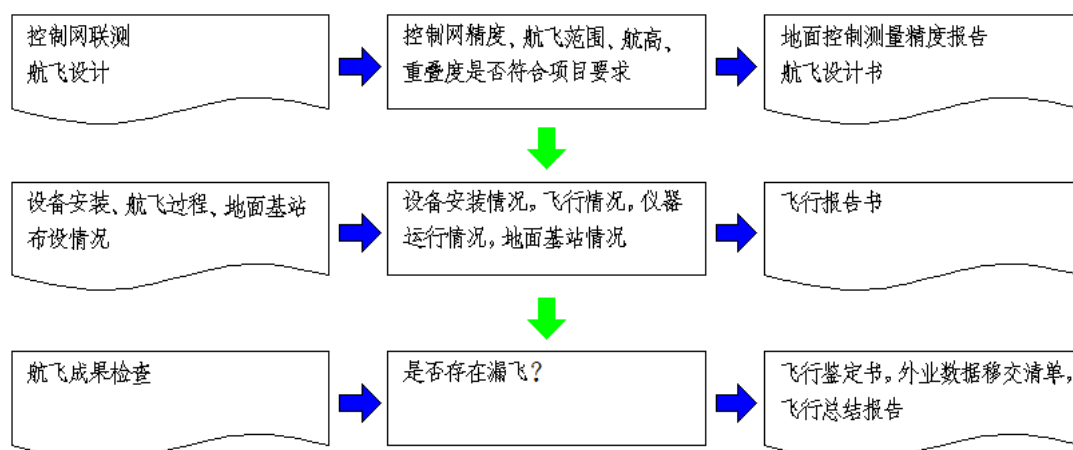 控制网联测
航飞设计
控制网精度、航飞范围、航高、
重叠度是否符合项目要求
地面控制测量精度报告
航飞设计书
设备安装、航飞过程、地面基站
布设情况
设备安装情况。飞行情况。仪器
运行情况，地面基站情况
飞行报告书
航飞成果检查
是否存在漏飞？
飞行鉴定书。外业数据移交清单，
飞行总结报告